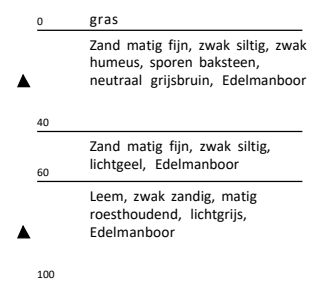 0 gras
Zand matig fijn, zwak siltig, zwak
humeus, sporen baksteen,
neutraal grijsbruin, Edelmanboor
40
Zand matig fijn, zwak siltig,
lichtgeel, Edelmanboor
60
Leem, zwak zandig, matig
roesthoudend, lichtgrijs,
Edelmanboor
100